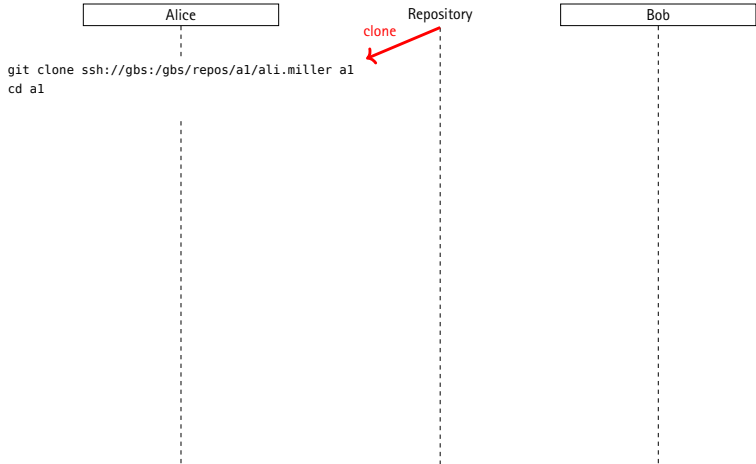 Alice
Repository
Bob
clone
git clone ssh://gbs:/gbs/repos/a1/ali.miller a1
cd a1